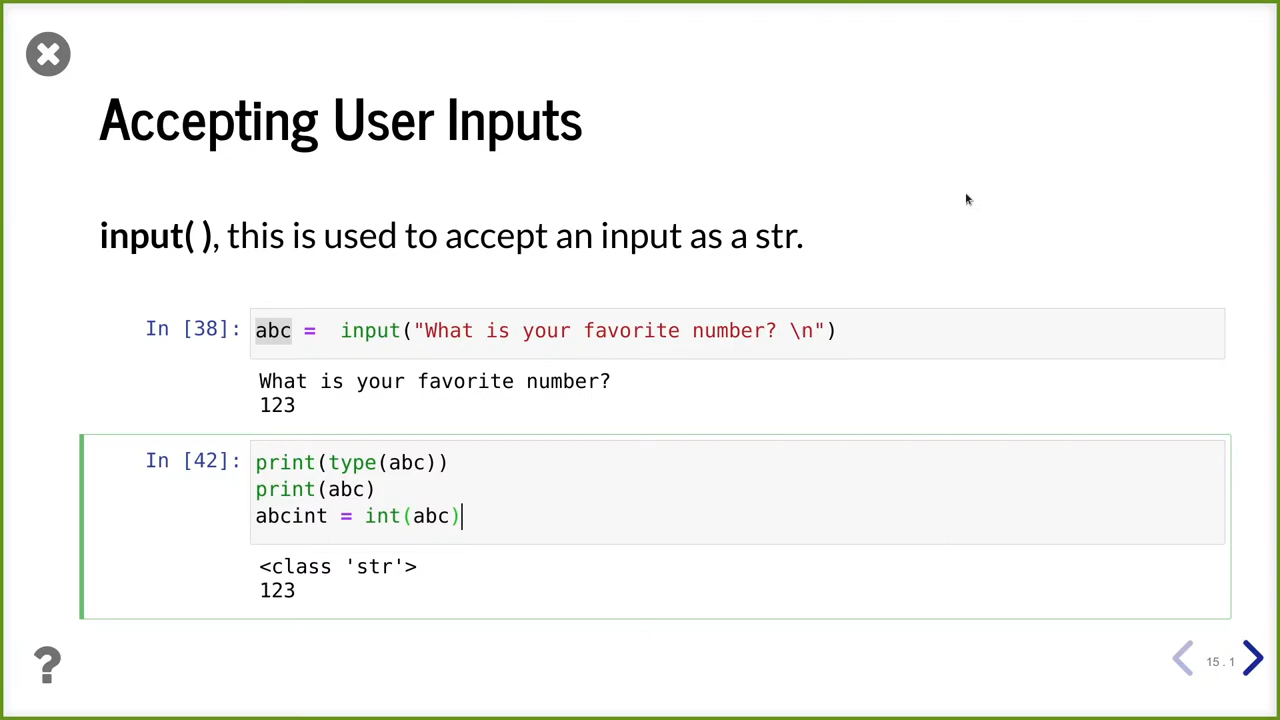 Accepting User Inputs
input( ), this is used to accept an input as a str.
In [38]: abc =  input("What is your favorite number? \n")
What is your favorite number?
123
In [42]: print(type(abc))
print(abc)
abcint = int(abc)
<class 'str'>
123
?
15 . 1